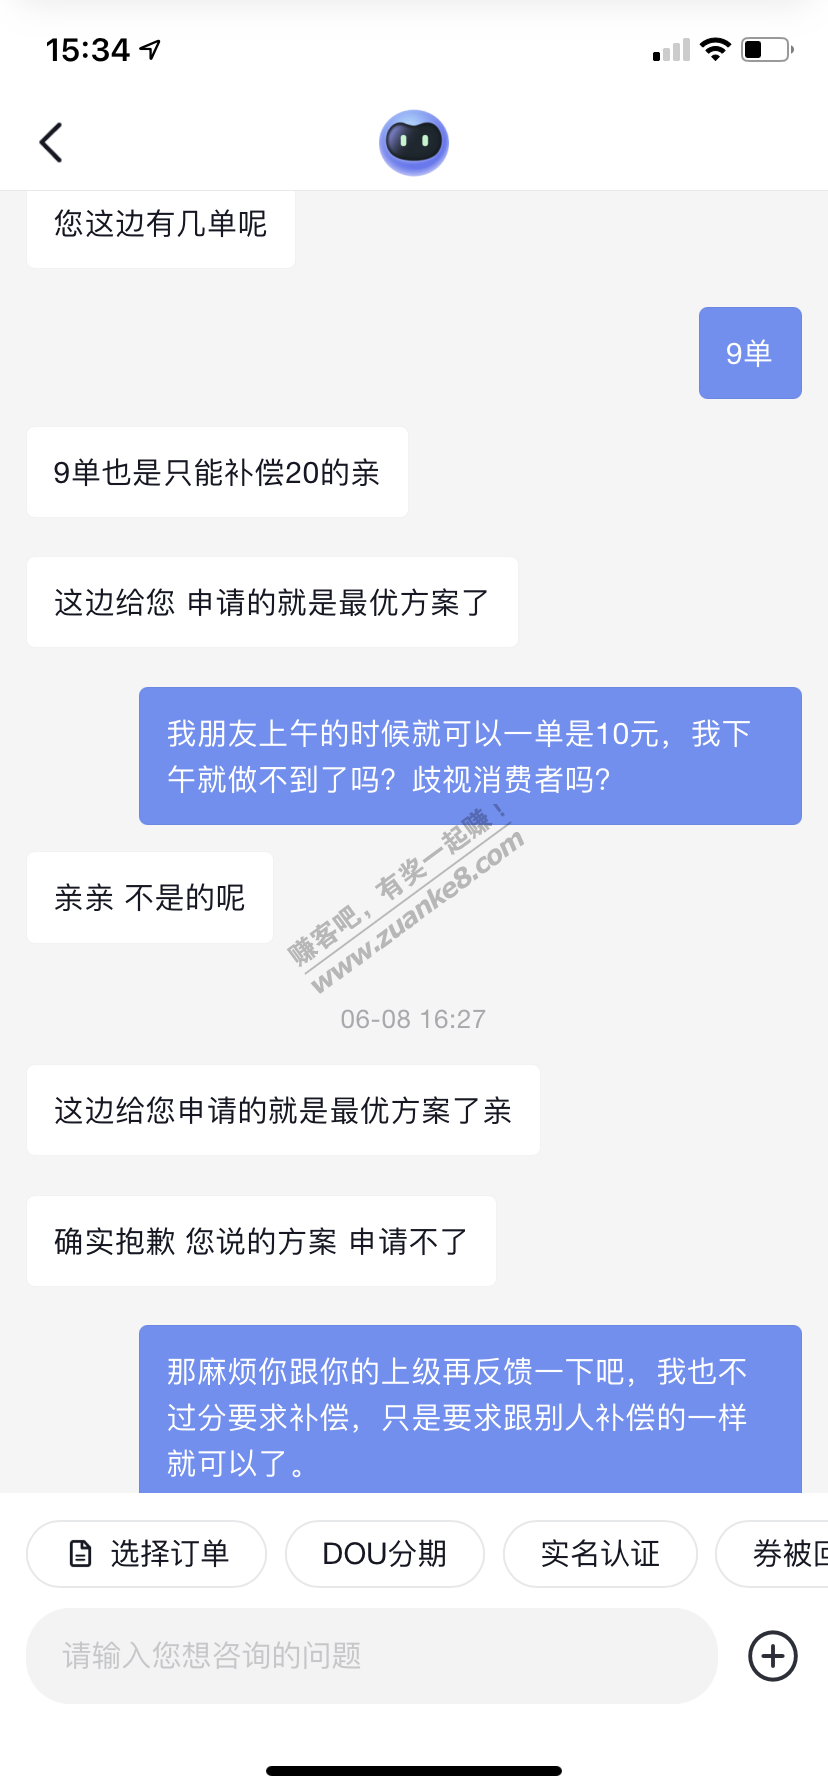 15:34
您这边有几单呢
9单
9单也是只能补偿20的亲
这边给您 申请的就是最优方案了
我朋友上午的时候就可以一单是10元，我下
午就做不到了吗？歧视消费者吗？
亲亲 不是的呢
赚客吧，有奖一起赚！
www.zuanke8.com
06-08 16:27
这边给您申请的就是最优方案了亲
确实抱歉 您说的方案 申请不了
那麻烦你跟你的上级再反馈一下吧，我也不
过分要求补偿，只是要求跟别人补偿的一样
就可以了。
选择订单
DOU分期
实名认证
券被回
请输入您想咨询的问题